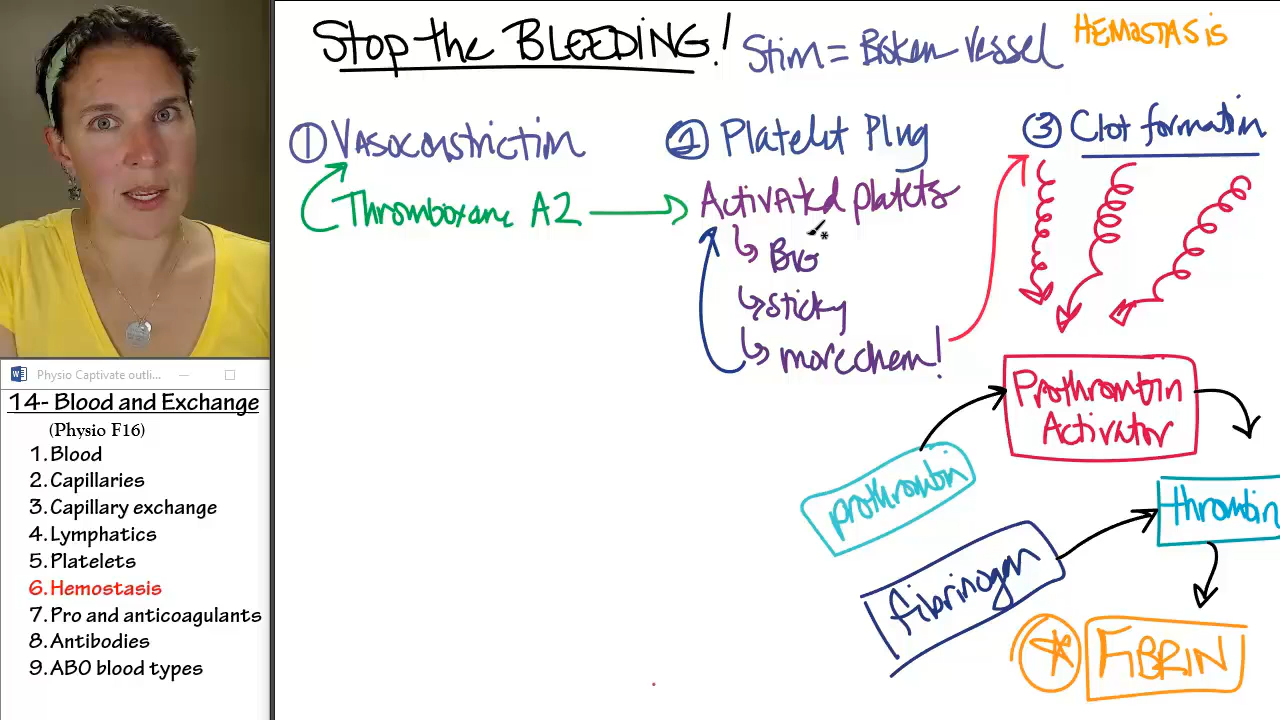 Stop the BLEEDING!
Stim = Broken vessel
HEMOSTASIS
① Vasoconstriction
Thromboxane A2
② Platelet Plug
Activated platets
BIG
sticky
more chem!
③ Clot formation
Prothrombin
Activator
prothrombin
thrombin
fibrinogen
FIBRIN
Physio Captivate outli...
14- Blood and Exchange
(Physio F16)
1. Blood
2. Capillaries
3. Capillary exchange
4. Lymphatics
5. Platelets
6. Hemostasis
7. Pro and anticoagulants
8. Antibodies
9. ABO blood types